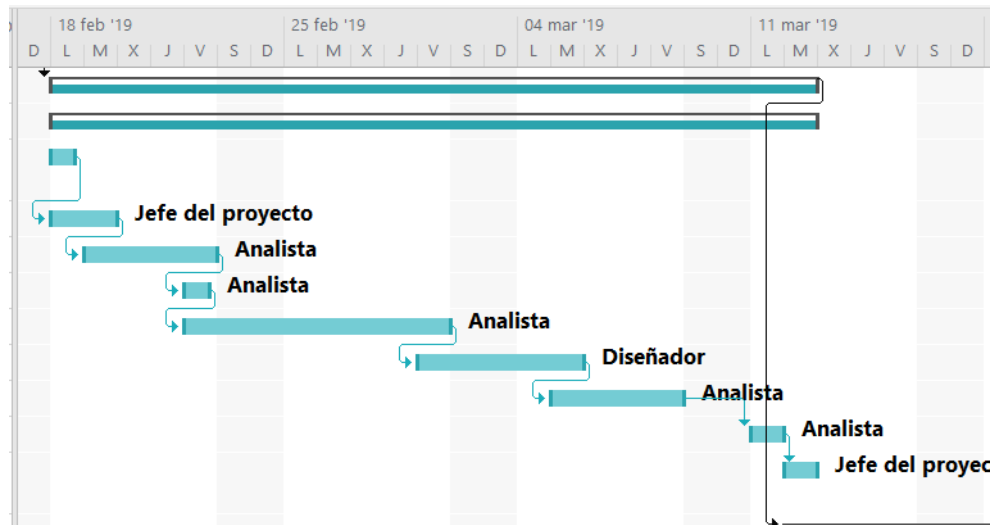 18 feb '19 25 feb '19 04 mar '19 11 mar '19
D L M X J V S D L M X J V S D L M X J V S D L M X J V S D
Jefe del proyecto
Analista
Analista
Analista
Diseñador
Analista
Analista
Jefe del proyec